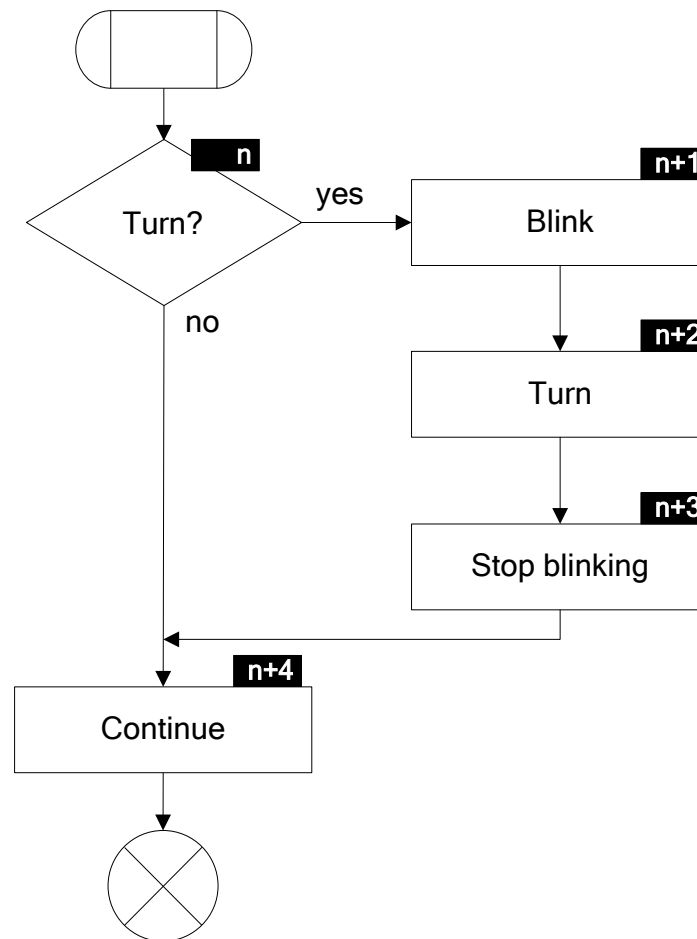 n
Turn?
yes
n+1
Blink
no
n+2
Turn
n+3
Stop blinking
n+4
Continue